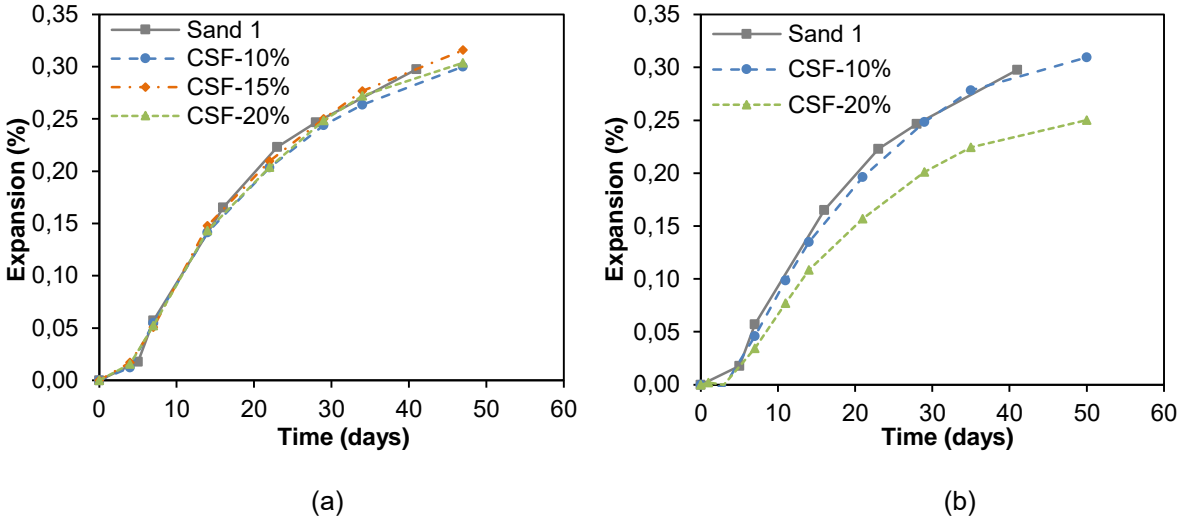 Sand 1
CSF-10%
CSF-15%
CSF-20%
Expansion (%)
0,35
0,30
0,25
0,20
0,15
0,10
0,05
0,00
0 10 20 30 40 50 60
Time (days)
(a)
Sand 1
CSF-10%
CSF-20%
Expansion (%)
0,35
0,30
0,25
0,20
0,15
0,10
0,05
0,00
0 10 20 30 40 50 60
Time (days)
(b)